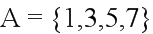 A = {1,3,5,7}